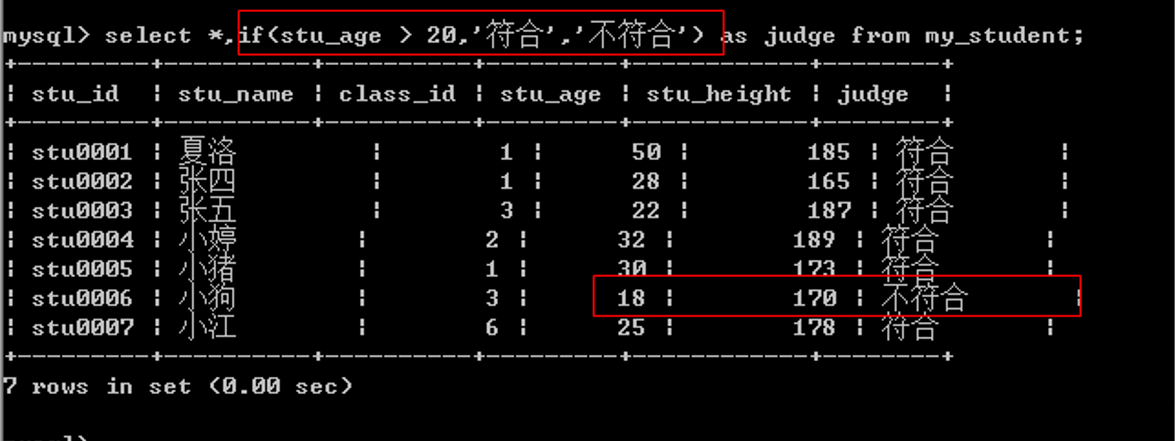 mysql> select *,if(stu_age > 20,'符合','不符合') as judge from my_student;
+---------+----------+----------+---------+------------+--------+
| stu_id  | stu_name | class_id | stu_age | stu_height | judge  |
+---------+----------+----------+---------+------------+--------+
| stu0001 | 夏洛 | 1 | 50 | 185 | 符合 |
| stu0002 | 张四 | 1 | 28 | 165 | 符合 |
| stu0003 | 张五 | 3 | 22 | 187 | 符合 |
| stu0004 | 小婷 | 2 | 32 | 189 | 符合 |
| stu0005 | 小猪 | 1 | 30 | 173 | 符合 |
| stu0006 | 小狗 | 3 | 18 | 170 | 不符合 |
| stu0007 | 小江 | 6 | 25 | 178 | 符合 |
+---------+----------+----------+---------+------------+--------+
7 rows in set (0.00 sec)